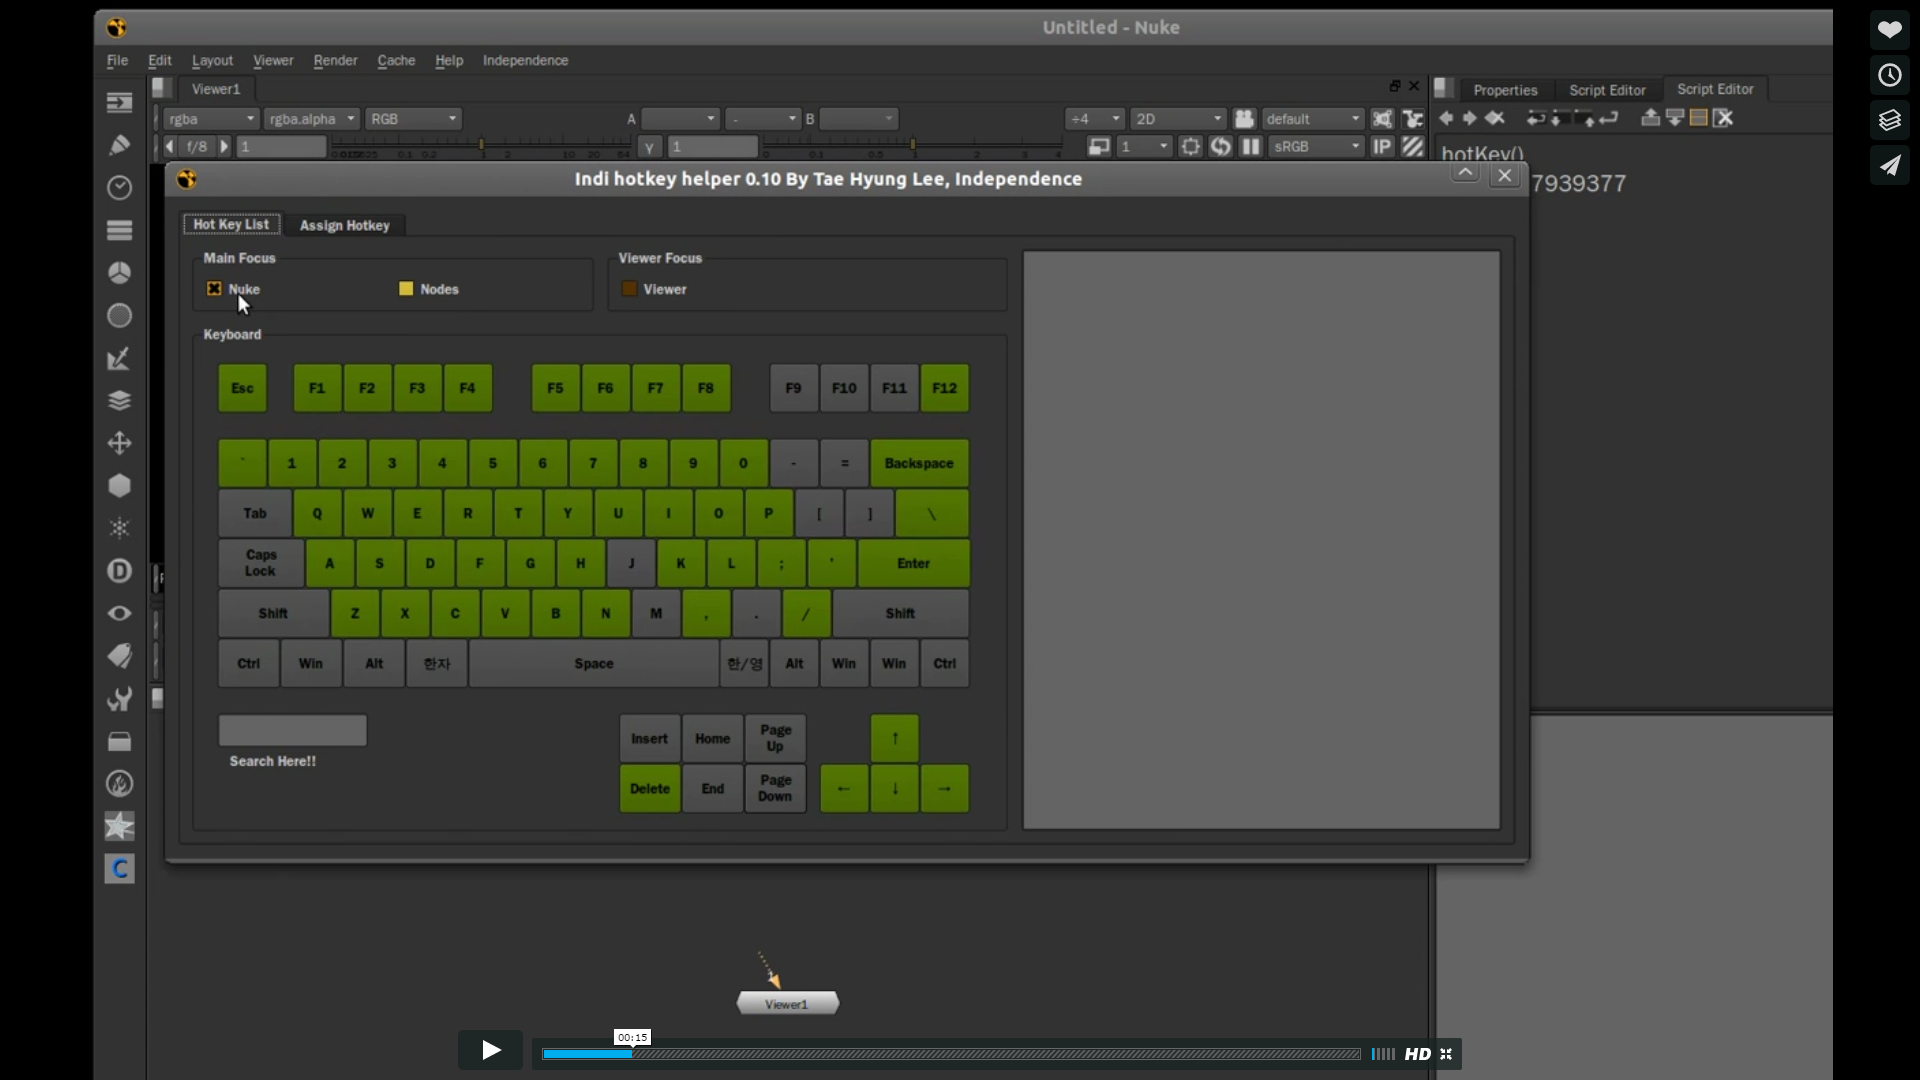 Untitled - Nuke
File Edit Layout Viewer Render Cache Help Independence
Viewer1
Properties Script Editor Script Editor
rgba rgba.alpha RGB A - B ÷4 2D default
f/8 1 Y 1 1 sRGB IP
hotKey()
7939377
Indi hotkey helper 0.10 By Tae Hyung Lee, Independence
Hot Key List Assign Hotkey
Main Focus Viewer Focus
Nuke Nodes Viewer
Keyboard
Esc F1 F2 F3 F4 F5 F6 F7 F8 F9 F10 F11 F12
` 1 2 3 4 5 6 7 8 9 0 - = Backspace
Tab Q W E R T Y U I O P [ ] \
Caps Lock A S D F G H J K L ; ' Enter
Shift Z X C V B N M , . / Shift
Ctrl Win Alt 한자 Space 한/영 Alt Win Win Ctrl
Insert Home Page Up ↑
Search Here!!
Delete End Page Down ← ↓ →
Viewer1
00:15
HD